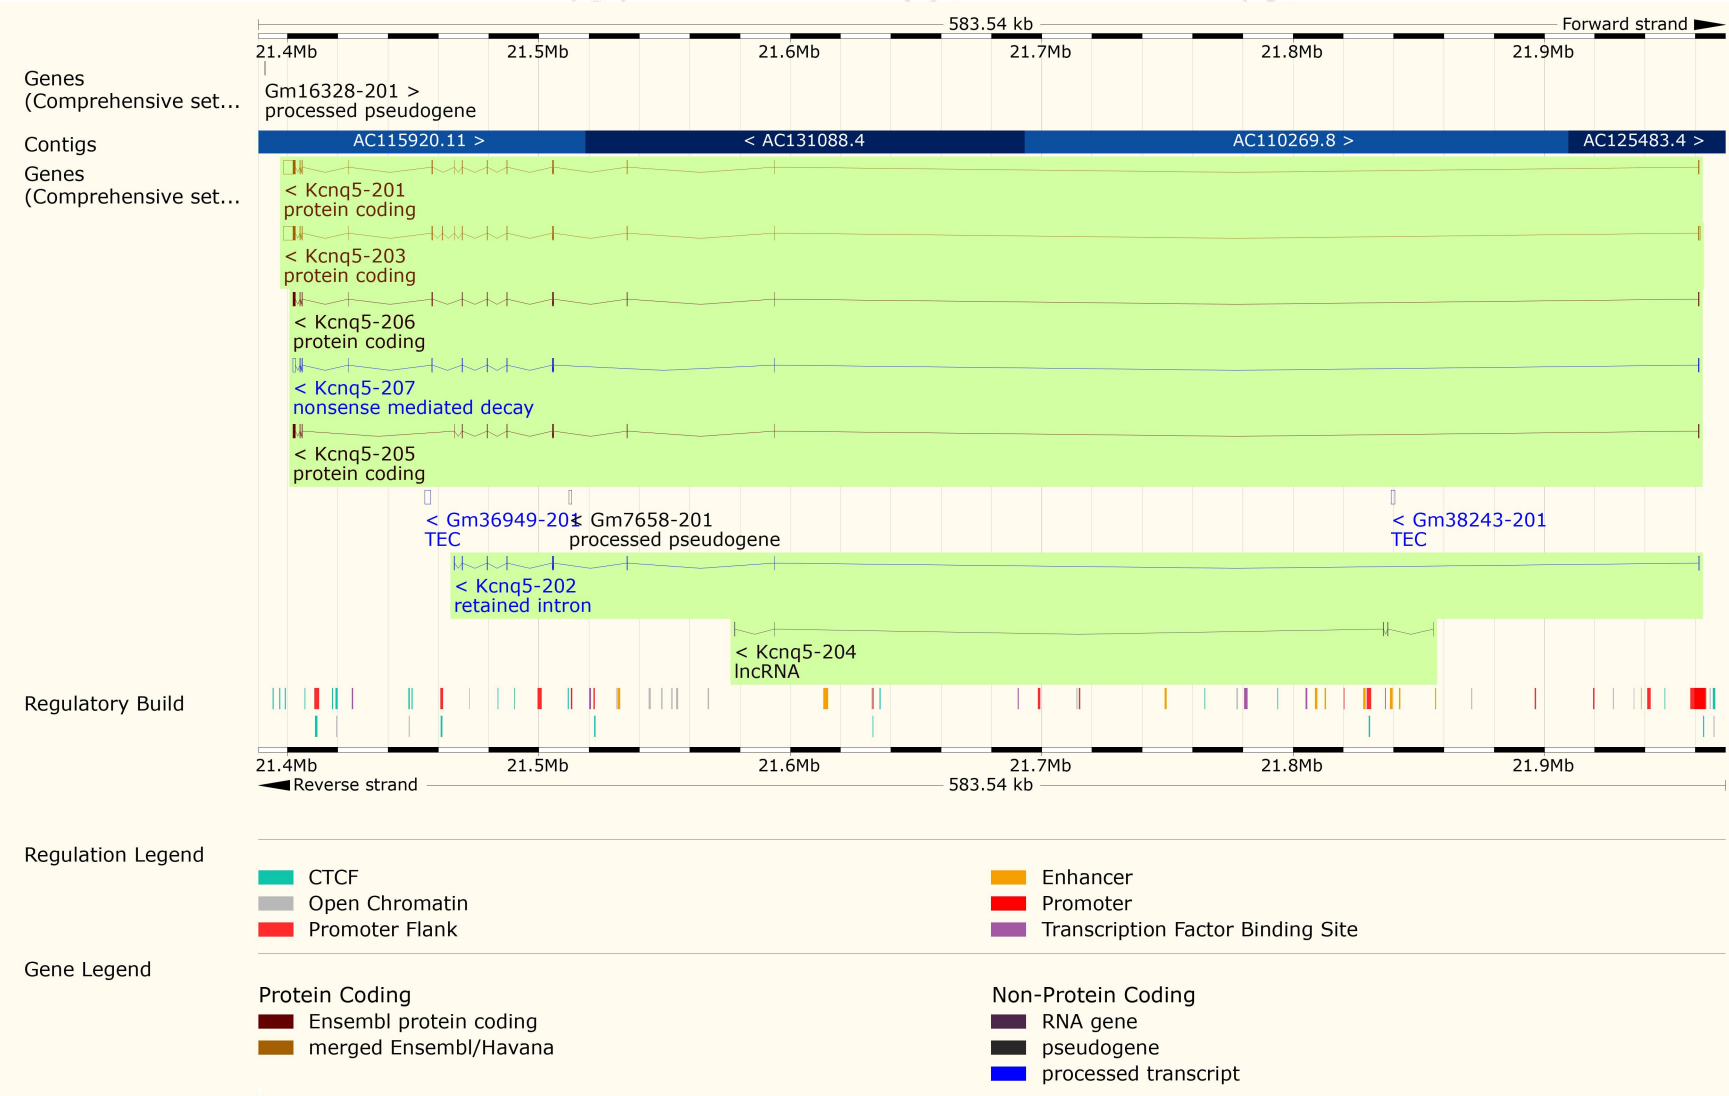 583.54 kb
Forward strand
21.4Mb 21.5Mb 21.6Mb 21.7Mb 21.8Mb 21.9Mb
Genes
(Comprehensive set...
Gm16328-201 >
processed pseudogene
Contigs
AC115920.11 > < AC131088.4 AC110269.8 > AC125483.4 >
Genes
(Comprehensive set...
< Kcnq5-201
protein coding
< Kcnq5-203
protein coding
< Kcnq5-206
protein coding
< Kcnq5-207
nonsense mediated decay
< Kcnq5-205
protein coding
< Gm36949-201 < Gm7658-201 < Gm38243-201
TEC processed pseudogene TEC
< Kcnq5-202
retained intron
< Kcnq5-204
lncRNA
Regulatory Build
21.4Mb 21.5Mb 21.6Mb 21.7Mb 21.8Mb 21.9Mb
Reverse strand 583.54 kb
Regulation Legend
CTCF
Open Chromatin
Promoter Flank
Enhancer
Promoter
Transcription Factor Binding Site
Gene Legend
Protein Coding
Ensembl protein coding
merged Ensembl/Havana
Non-Protein Coding
RNA gene
pseudogene
processed transcript